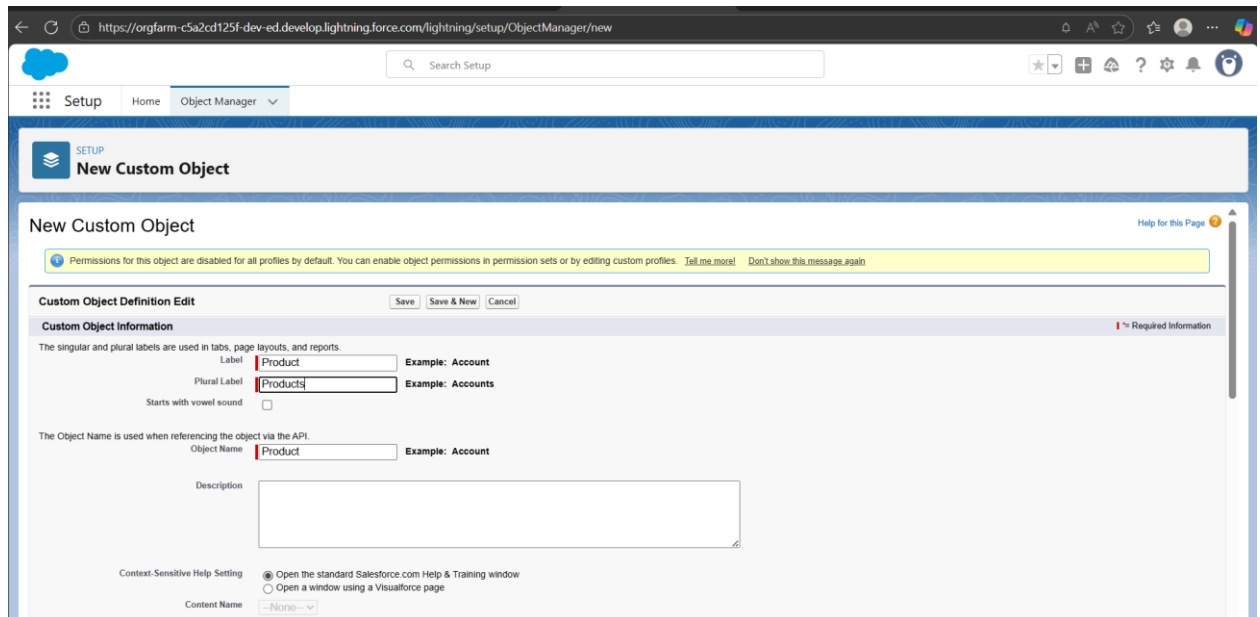 https://orgfarm-c5a2cd125f-dev-ed.develop.lightning.force.com/lightning/setup/ObjectManager/new
Search Setup
Setup Home Object Manager
SETUP
New Custom Object
New Custom Object
Help for this Page
Permissions for this object are disabled for all profiles by default. You can enable object permissions in permission sets or by editing custom profiles. Tell me more! Don't show this message again
Custom Object Definition Edit Save Save & New Cancel
Custom Object Information = Required Information
The singular and plural labels are used in tabs, page layouts, and reports.
Label Product Example: Account
Plural Label Products Example: Accounts
Starts with vowel sound
The Object Name is used when referencing the object via the API.
Object Name Product Example: Account
Description
Context-Sensitive Help Setting Open the standard Salesforce.com Help & Training window
Open a window using a Visualforce page
Content Name --None--